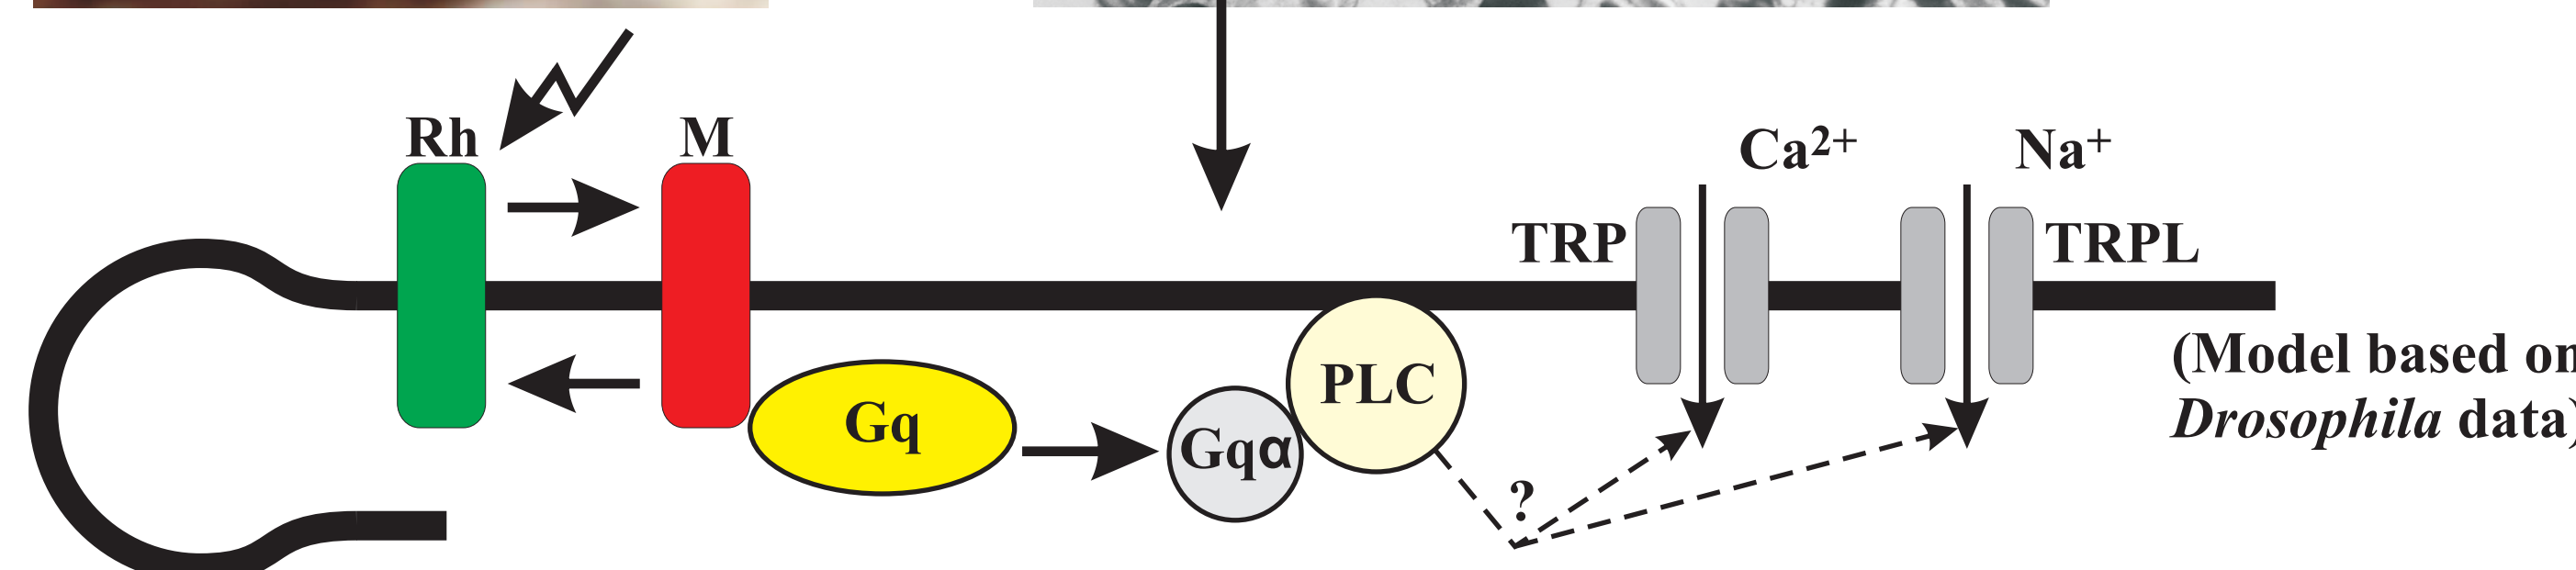 Rh
M
Ca²⁺
Na⁺
TRP
TRPL
Gq
Gqα
PLC
?
(Model based on
Drosophila data)